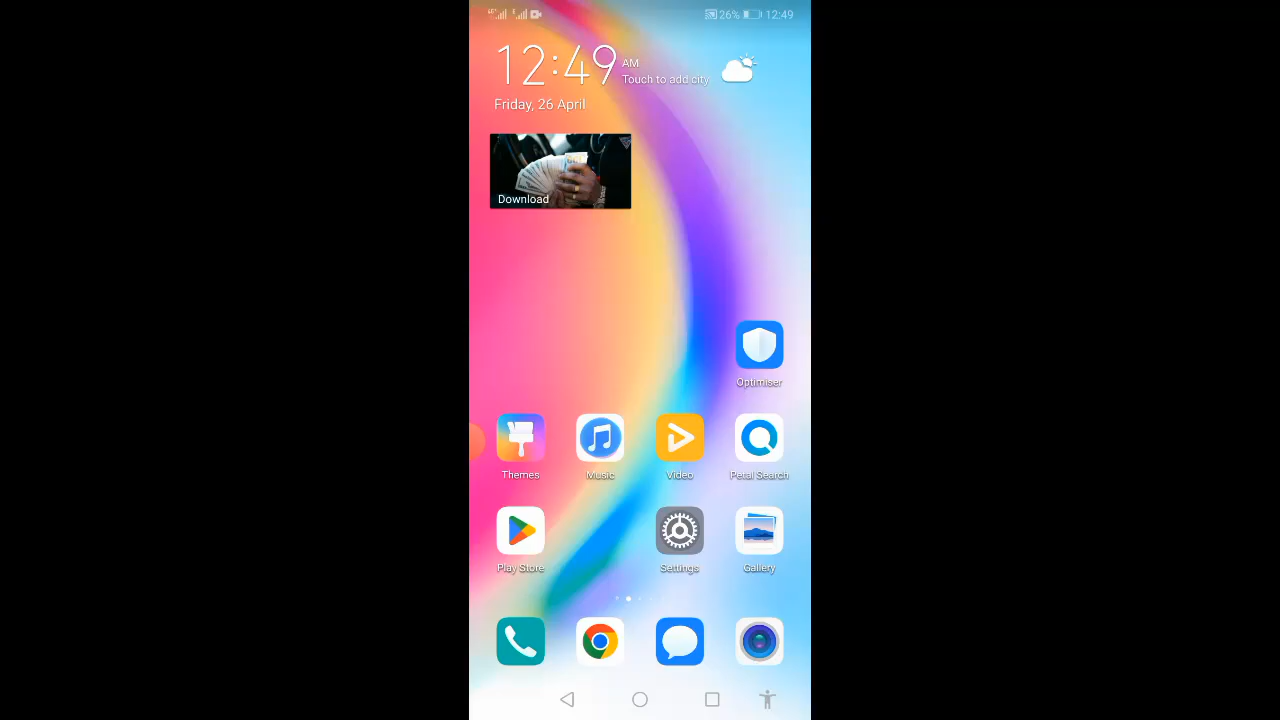 26% 12:49
12:49 AM
Touch to add city
Friday, 26 April
Download
Optimiser
Themes Music Video Petal Search
Play Store Settings Gallery